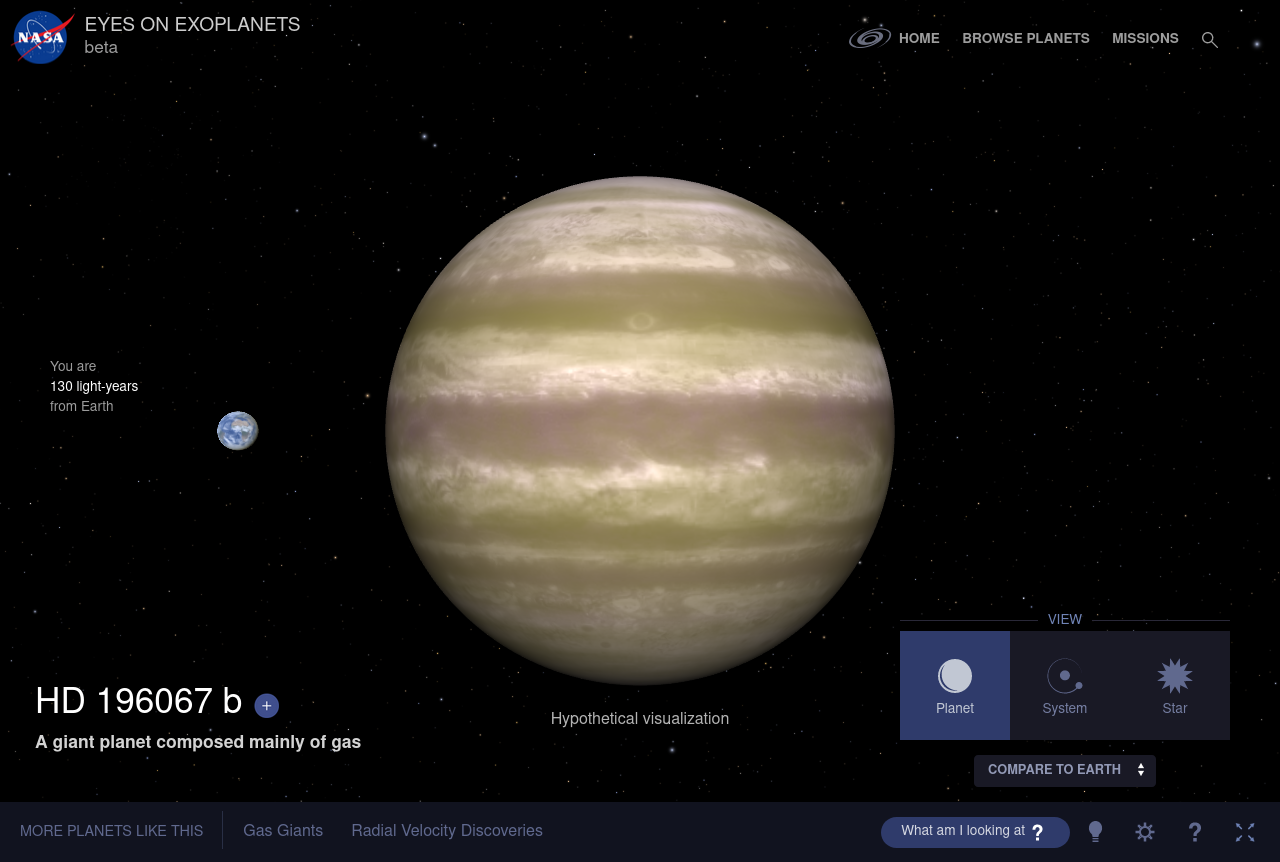 NASA
EYES ON EXOPLANETS
beta
HOME
BROWSE PLANETS
MISSIONS
You are
130 light-years
from Earth
HD 196067 b +
A giant planet composed mainly of gas
Hypothetical visualization
VIEW
Planet
System
Star
COMPARE TO EARTH
MORE PLANETS LIKE THIS
Gas Giants
Radial Velocity Discoveries
What am I looking at ?
?